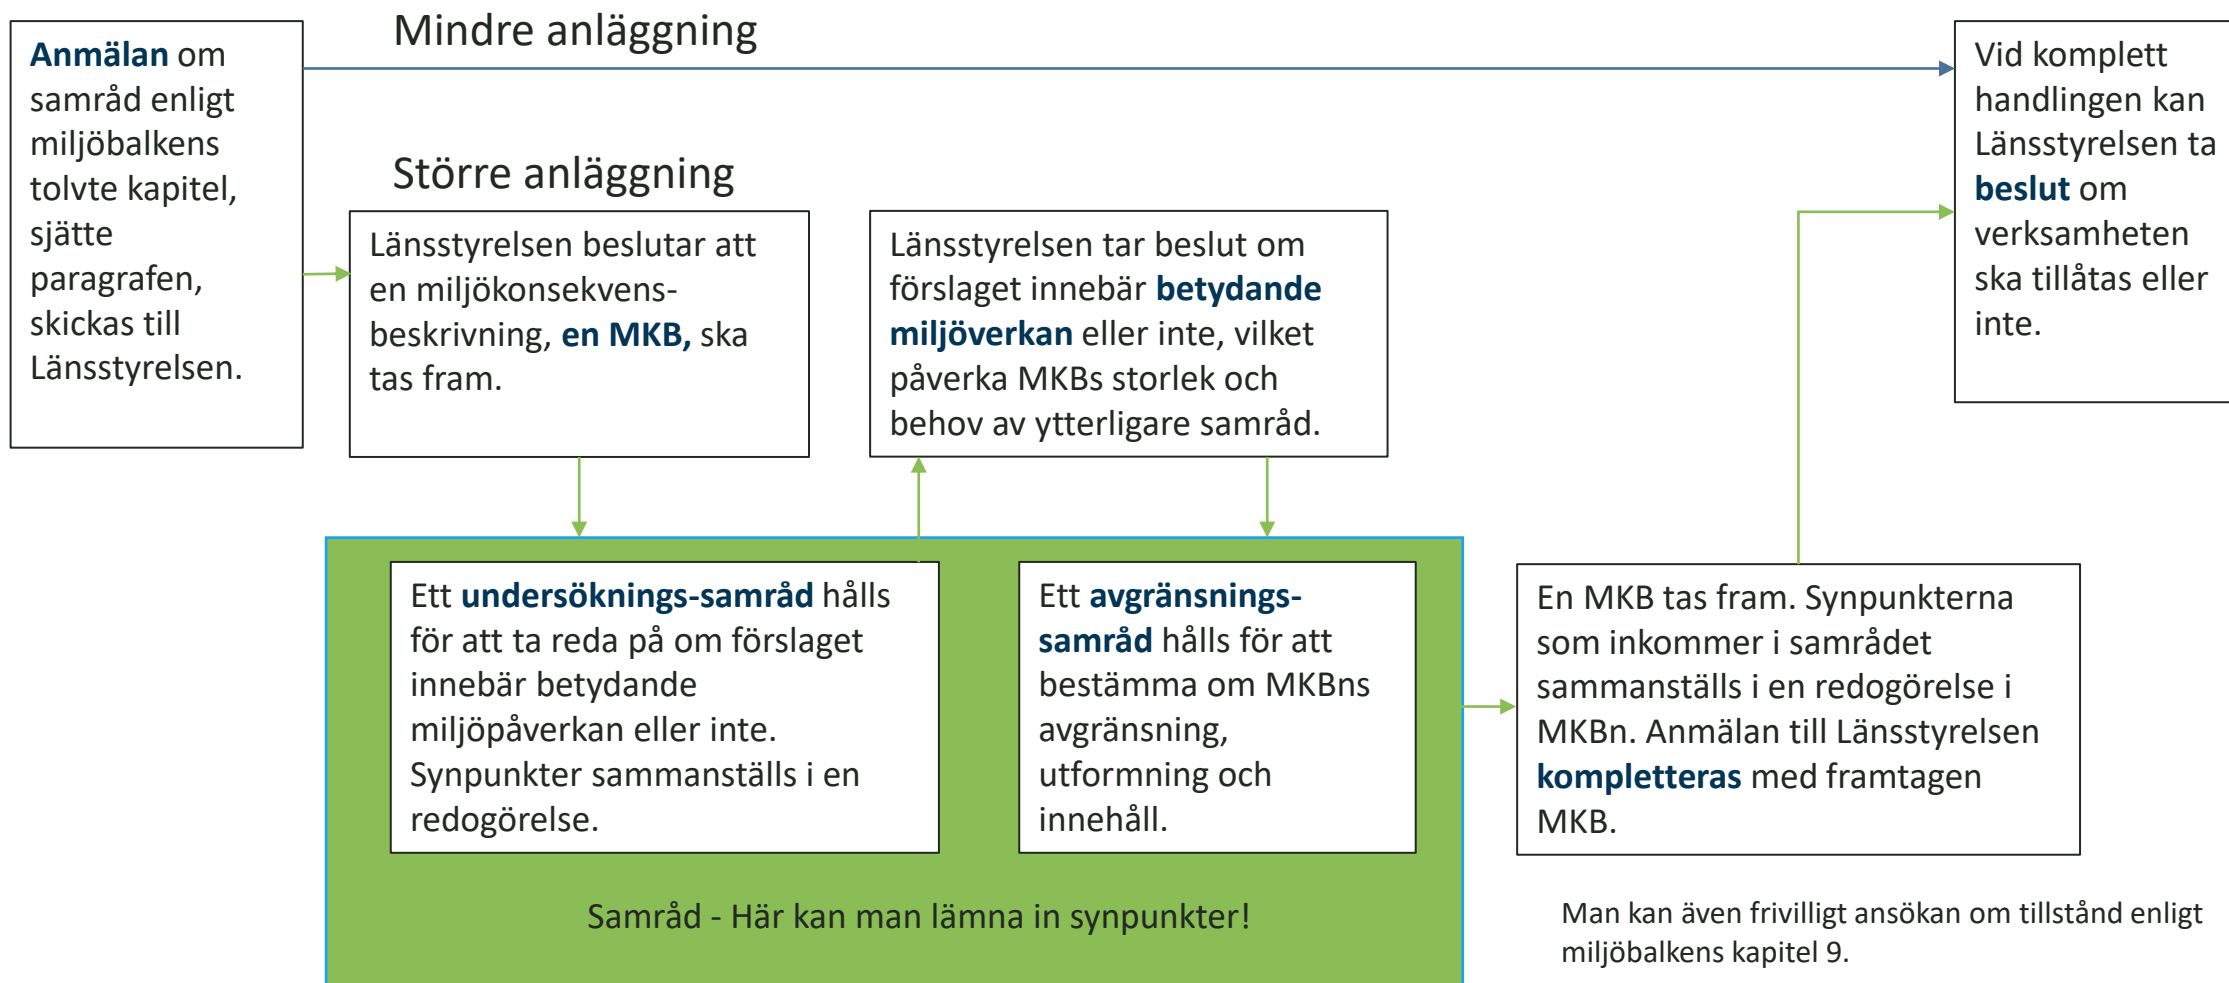 Anmälan om
samråd enligt
miljöbalkens
tolvte kapitel,
sjätte
paragrafen,
skickas till
Länsstyrelsen.
Mindre anläggning
Större anläggning
Länsstyrelsen beslutar att
en miljökonsekvens-
beskrivning, en MKB, ska
tas fram.
Länsstyrelsen tar beslut om
förslaget innebär betydande
miljöverkan eller inte, vilket
påverka MKBs storlek och
behov av ytterligare samråd.
Vid komplett
handlingen kan
Länsstyrelsen ta
beslut om
verksamheten
ska tillåtas eller
inte.
Ett undersöknings-samråd hålls
för att ta reda på om förslaget
innebär betydande
miljöpåverkan eller inte.
Synpunkter sammanställs i en
redogörelse.
Ett avgränsnings-
samråd hålls för att
bestämma om MKBns
avgränsning,
utformning och
innehåll.
Samråd - Här kan man lämna in synpunkter!
En MKB tas fram. Synpunkterna
som inkommer i samrådet
sammanställs i en redogörelse i
MKBn. Anmälan till Länsstyrelsen
kompletteras med framtagen
MKB.
Man kan även frivilligt ansökan om tillstånd enligt
miljöbalkens kapitel 9.